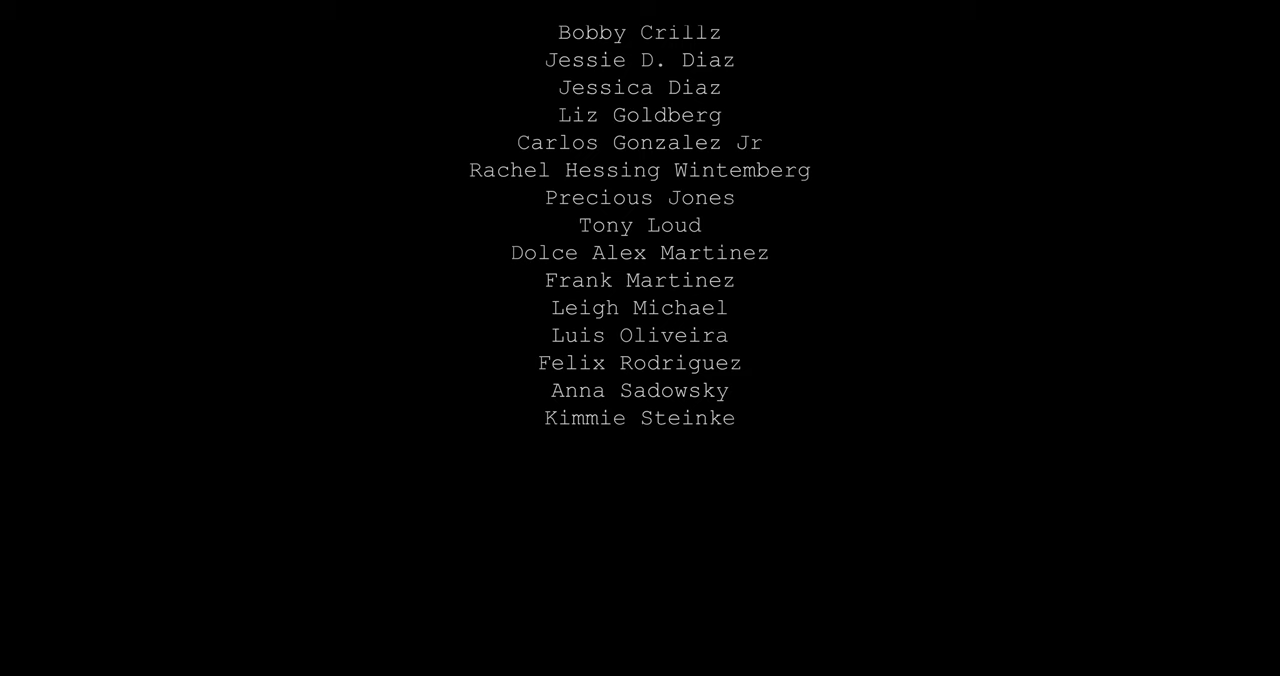 Bobby Crillz
Jessie D. Diaz
Jessica Diaz
Liz Goldberg
Carlos Gonzalez Jr
Rachel Hessing Wintemberg
Precious Jones
Tony Loud
Dolce Alex Martinez
Frank Martinez
Leigh Michael
Luis Oliveira
Felix Rodriguez
Anna Sadowsky
Kimmie Steinke